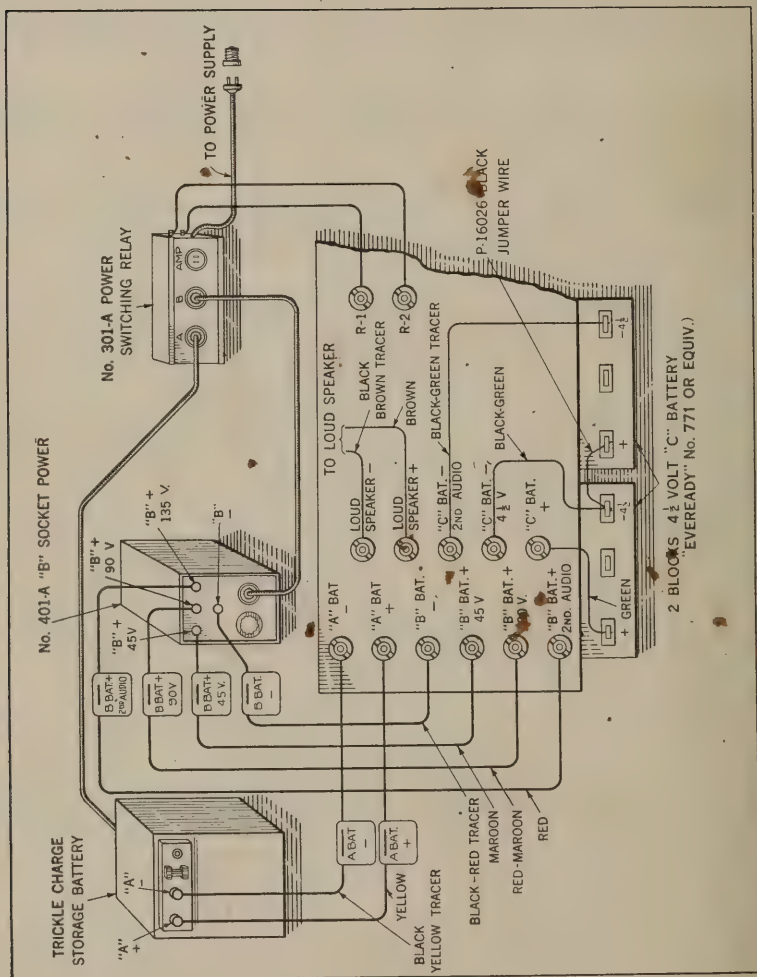 TO POWER SUPPLY
No. 301-A POWER
SWITCHING RELAY
A
B
AMP
No. 401-A "B" SOCKET POWER
"B" +
135 V.
"B" +
90 V
"B" +
45V
"B"
-
B BAT.+
2ND AUDIO
B BAT+
90V
B BAT+
45 V.
B BAT.
-
TRICKLE CHARGE
STORAGE BATTERY
"A"
-
"A"
+
A BAT
-
A BAT.
+
BLACK
YELLOW TRACER
YELLOW
BLACK-RED TRACER
MAROON
RED-MAROON
RED
"A" BAT
-
"A" BAT
+
"B" BAT.
-
"B" BAT.+
45 V
"B" BAT.+
90 V.
"B" BAT.+
2ND. AUDIO
TO LOUD SPEAKER
BLACK
BROWN TRACER
BROWN
LOUD
SPEAKER -
LOUD
SPEAKER +
"C" BAT. -
2ND AUDIO
"C" BAT. -
4½ V
"C" BAT.
+
R-1
R-2
BLACK-GREEN TRACER
BLACK-GREEN
GREEN
P-16026 BLACK
JUMPER WIRE
+
-4½
+
-4½
2 BLOCKS 4½ VOLT "C" BATTERY
"EVEREADY" No. 771 OR EQUIV.)